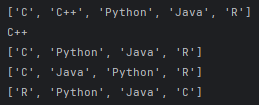 ['C', 'C++', 'Python', 'Java', 'R']
C++
['C', 'Python', 'Java', 'R']
['C', 'Java', 'Python', 'R']
['R', 'Python', 'Java', 'C']